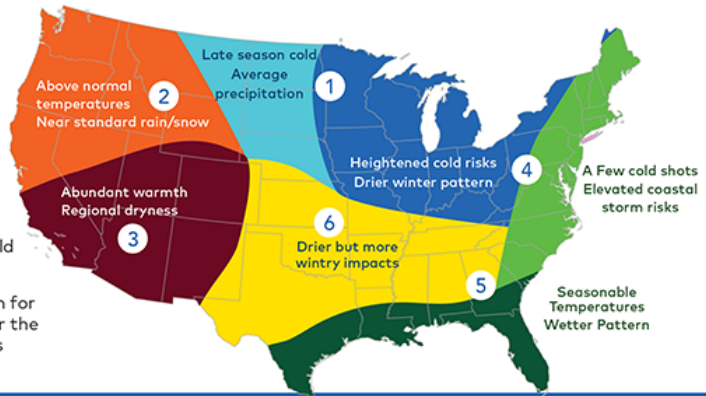 Late season cold
Average
precipitation
1
Above normal
temperatures
Near standard rain/snow
2
Heightened cold risks
Drier winter pattern
4
A Few cold shots
Elevated coastal
storm risks
Abundant warmth
Regional dryness
3
6
Drier but more
wintry impacts
5
Seasonable
Temperatures
Wetter Pattern
for
the